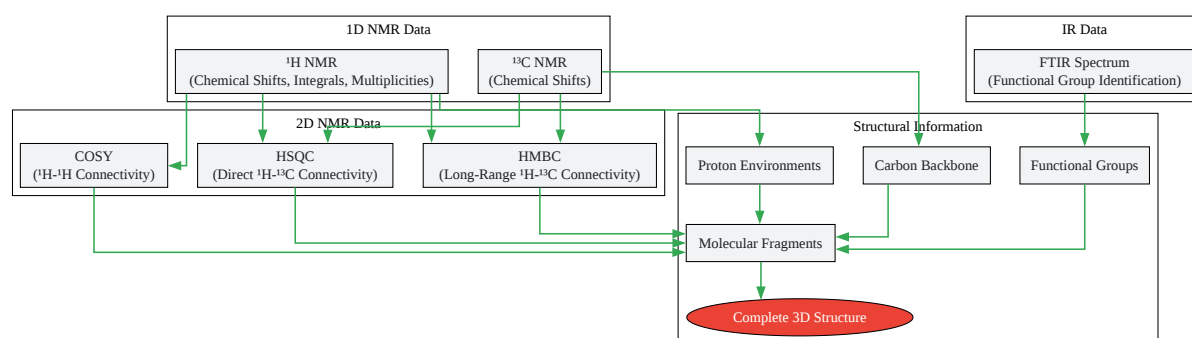 1D NMR Data
¹H NMR
(Chemical Shifts, Integrals, Multiplicities)
¹³C NMR
(Chemical Shifts)
IR Data
FTIR Spectrum
(Functional Group Identification)
2D NMR Data
COSY
(¹H-¹H Connectivity)
HSQC
(Direct ¹H-¹³C Connectivity)
HMBC
(Long-Range ¹H-¹³C Connectivity)
Structural Information
Proton Environments
Carbon Backbone
Functional Groups
Molecular Fragments
Complete 3D Structure